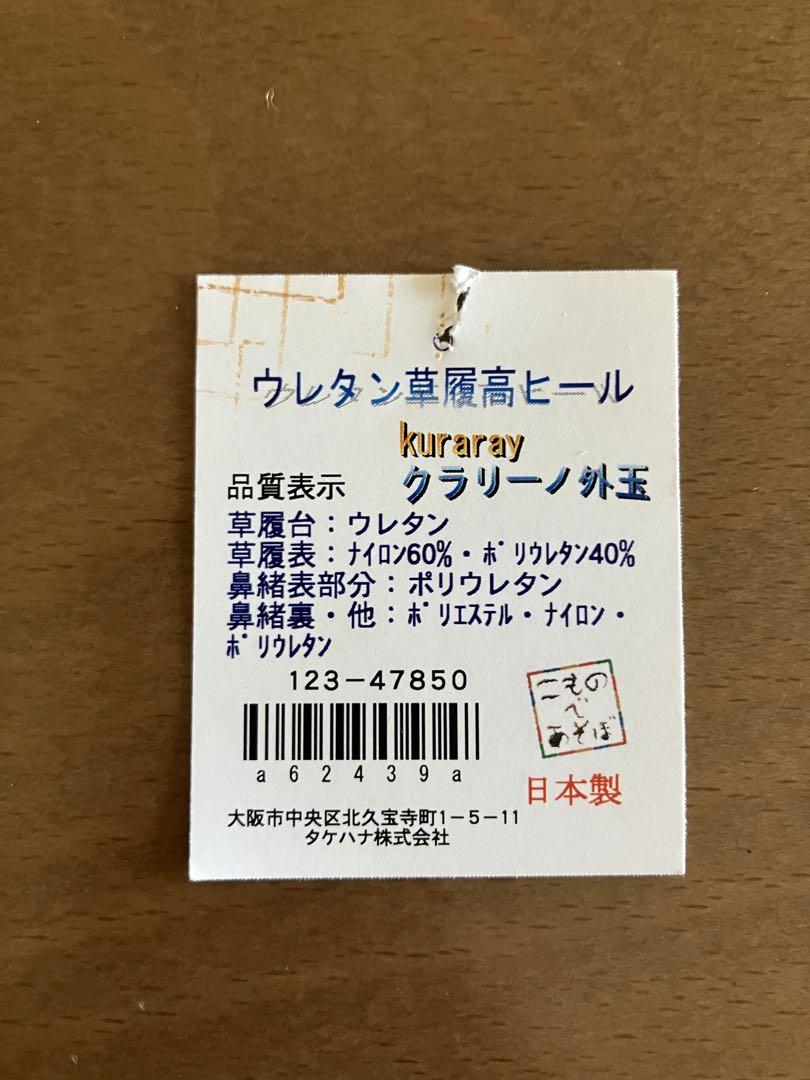 ウレタン草履高ヒール
kuraray
品質表示 クラリーノ外玉
草履台：ウレタン
草履表：ﾅｲﾛﾝ60%・ﾎﾟﾘｳﾚﾀﾝ40%
鼻緒表部分：ポリウレタン
鼻緒裏・他：ﾎﾟﾘｴｽﾃﾙ・ﾅｲﾛﾝ・
ﾎﾟﾘｳﾚﾀﾝ
123－47850
a62439a
こもの
で
あそぼ
日本製
大阪市中央区北久宝寺町1－5－11
タケハナ株式会社